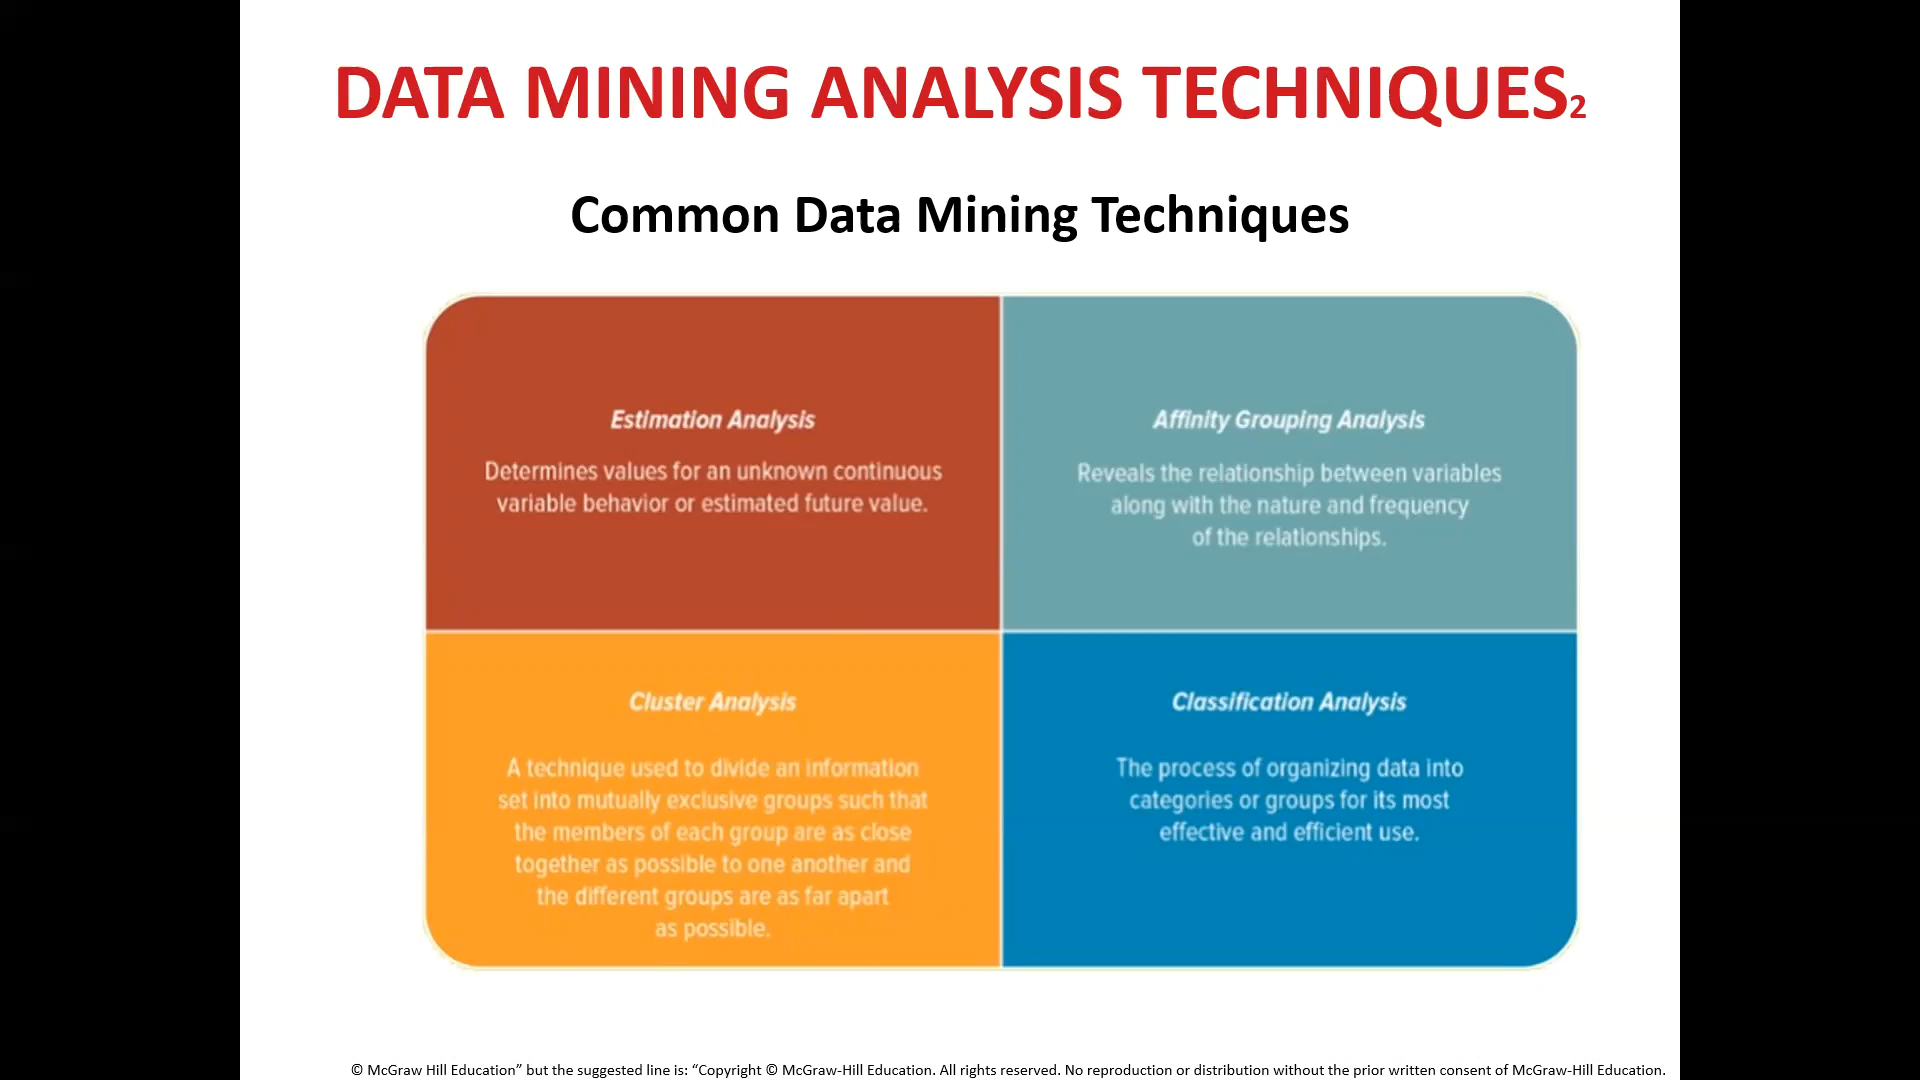 DATA MINING ANALYSIS TECHNIQUES2
Common Data Mining Techniques
Estimation Analysis
Determines values for an unknown continuous
variable behavior or estimated future value.
Affinity Grouping Analysis
Reveals the relationship between variables
along with the nature and frequency
of the relationships.
Cluster Analysis
A technique used to divide an information
set into mutually exclusive groups such that
the members of each group are as close
together as possible to one another and
the different groups are as far apart
as possible.
Classification Analysis
The process of organizing data into
categories or groups for its most
effective and efficient use.
© McGraw Hill Education” but the suggested line is: “Copyright © McGraw-Hill Education. All rights reserved. No reproduction or distribution without the prior written consent of McGraw-Hill Education.